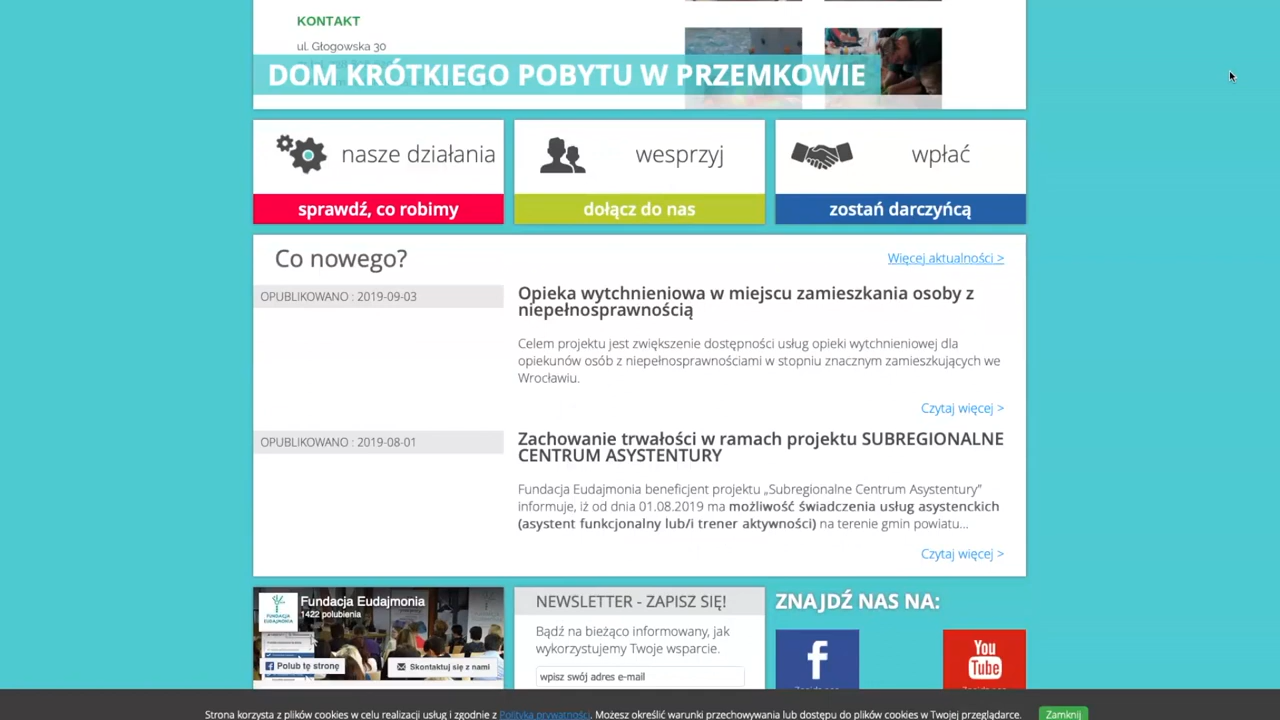 KONTAKT
ul. Głogowska 30
DOM KRÓTKIEGO POBYTU W PRZEMKOWIE
nasze działania
sprawdź, co robimy
wesprzyj
dołącz do nas
wpłać
zostań darczyńcą
Co nowego?
Więcej aktualności >
OPUBLIKOWANO : 2019-09-03
Opieka wytchnieniowa w miejscu zamieszkania osoby z
niepełnosprawnością
Celem projektu jest zwiększenie dostępności usług opieki wytchnieniowej dla
opiekunów osób z niepełnosprawnościami w stopniu znacznym zamieszkujących we
Wrocławiu.
Czytaj więcej >
OPUBLIKOWANO : 2019-08-01
Zachowanie trwałości w ramach projektu SUBREGIONALNE
CENTRUM ASYSTENTURY
Fundacja Eudajmonia beneficjent projektu „Subregionalne Centrum Asystentury”
informuje, iż od dnia 01.08.2019 ma możliwość świadczenia usług asystenckich
(asystent funkcjonalny lub/i trener aktywności) na terenie gmin powiatu...
Czytaj więcej >
FUNDACJA
EUDAJMONIA
Fundacja Eudajmonia
1422 polubienia
Polub tę stronę
Skontaktuj się z nami
NEWSLETTER - ZAPISZ SIĘ!
Bądź na bieżąco informowany, jak
wykorzystujemy Twoje wsparcie.
wpisz swój adres e-mail
ZNAJDŹ NAS NA:
f
You
Tube
Strona korzysta z plików cookies w celu realizacji usług i zgodnie z Polityką prywatności. Możesz określić warunki przechowywania lub dostępu do plików cookies w Twojej przeglądarce.
Zamknij